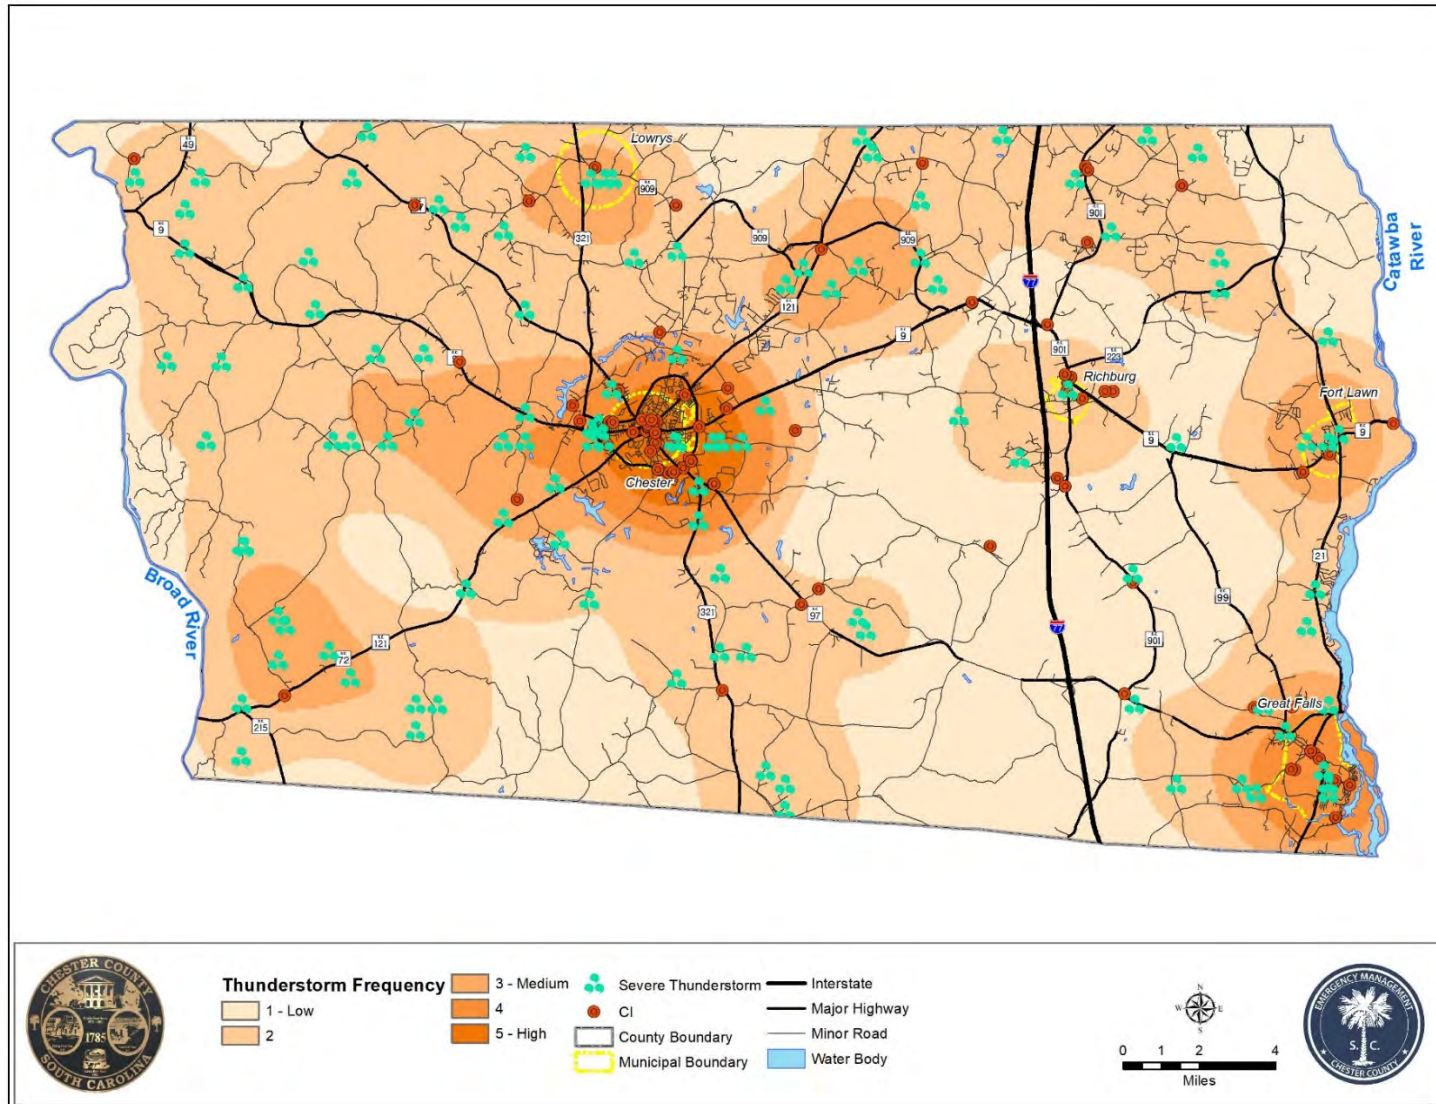 Lowrys
49
909
9
321
909
909
901
77
121
9
901
223
Richburg
Fort Lawn
9
9
Catawba
River
Chester
Broad River
21
321
97
99
901
77
121
72
215
Great Falls
CHESTER COUNTY
1785
SOUTH CAROLINA
Thunderstorm Frequency
1 - Low
2
3 - Medium
4
5 - High
Severe Thunderstorm
CI
County Boundary
Municipal Boundary
Interstate
Major Highway
Minor Road
Water Body
N
W E
S
0 1 2 4
Miles
EMERGENCY MANAGEMENT
S. C.
CHESTER COUNTY